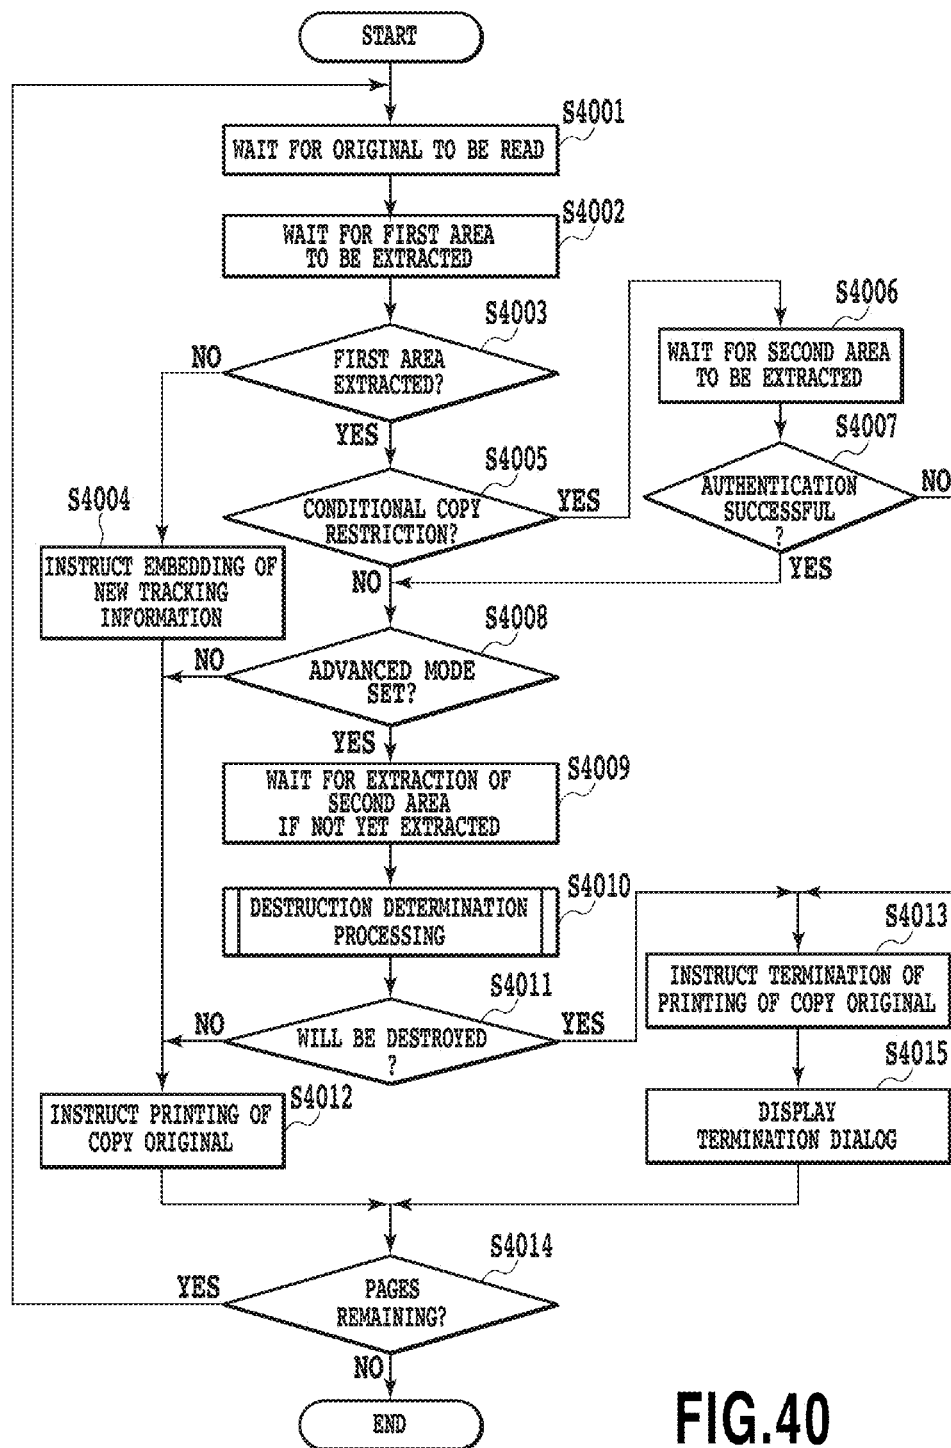 START
S4001
WAIT FOR ORIGINAL TO BE READ
S4002
WAIT FOR FIRST AREA
TO BE EXTRACTED
S4003
NO
FIRST AREA
EXTRACTED?
YES
S4006
WAIT FOR SECOND AREA
TO BE EXTRACTED
S4007
NO
AUTHENTICATION
SUCCESSFUL
?
YES
S4005
CONDITIONAL COPY
RESTRICTION?
YES
NO
S4004
INSTRUCT EMBEDDING OF
NEW TRACKING
INFORMATION
S4008
NO
ADVANCED MODE
SET?
YES
S4009
WAIT FOR EXTRACTION OF
SECOND AREA
IF NOT YET EXTRACTED
S4010
DESTRUCTION DETERMINATION
PROCESSING
S4011
NO
WILL BE DESTROYED
?
YES
S4013
INSTRUCT TERMINATION OF
PRINTING OF COPY ORIGINAL
S4012
INSTRUCT PRINTING OF
COPY ORIGINAL
S4015
DISPLAY
TERMINATION DIALOG
S4014
YES
PAGES
REMAINING?
NO
END
FIG.40